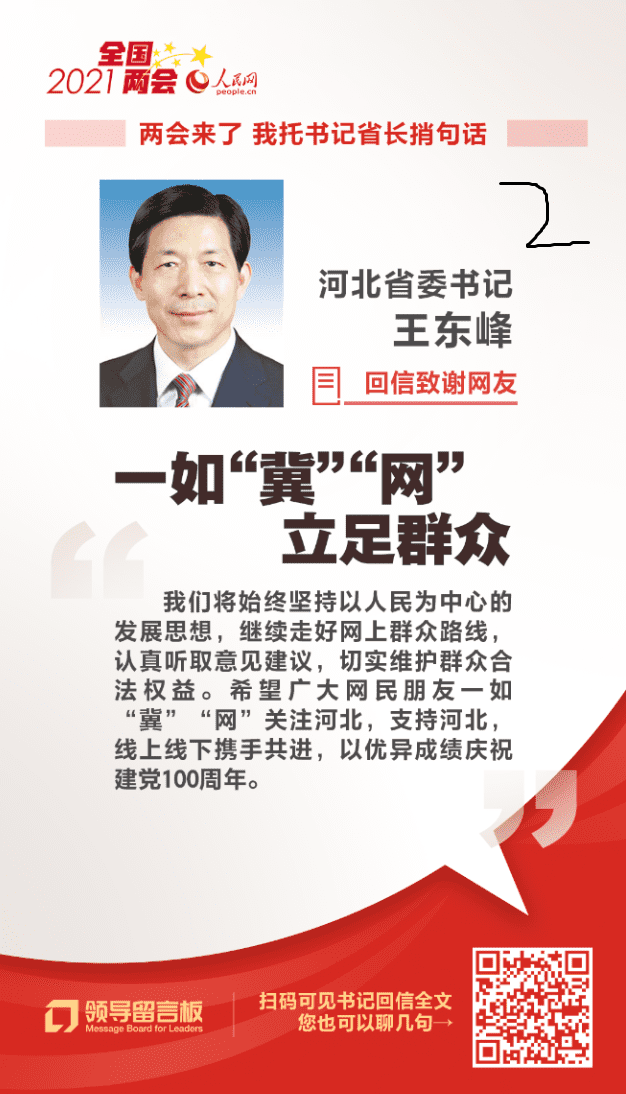 全国
2021 两会 人民网
people.cn
两会来了 我托书记省长捎句话
2
河北省委书记
王东峰
回信致谢网友
一如“冀”“网”
立足群众
我们将始终坚持以人民为中心的
发展思想，继续走好网上群众路线，
认真听取意见建议，切实维护群众合
法权益。希望广大网民朋友一如
“冀”“网”关注河北，支持河北，
线上线下携手共进，以优异成绩庆祝
建党100周年。
领导留言板
Message Board for Leaders
扫码可见书记回信全文
您也可以聊几句→